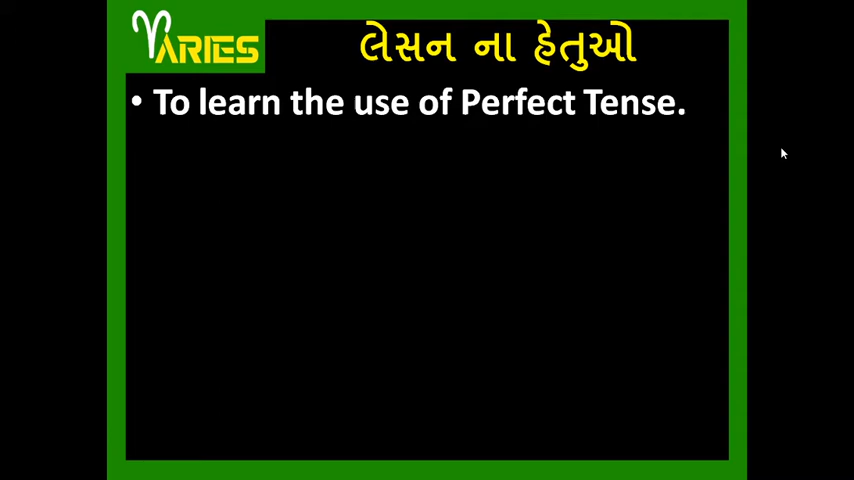 ARIES
લેસન ના હેતુઓ
• To learn the use of Perfect Tense.